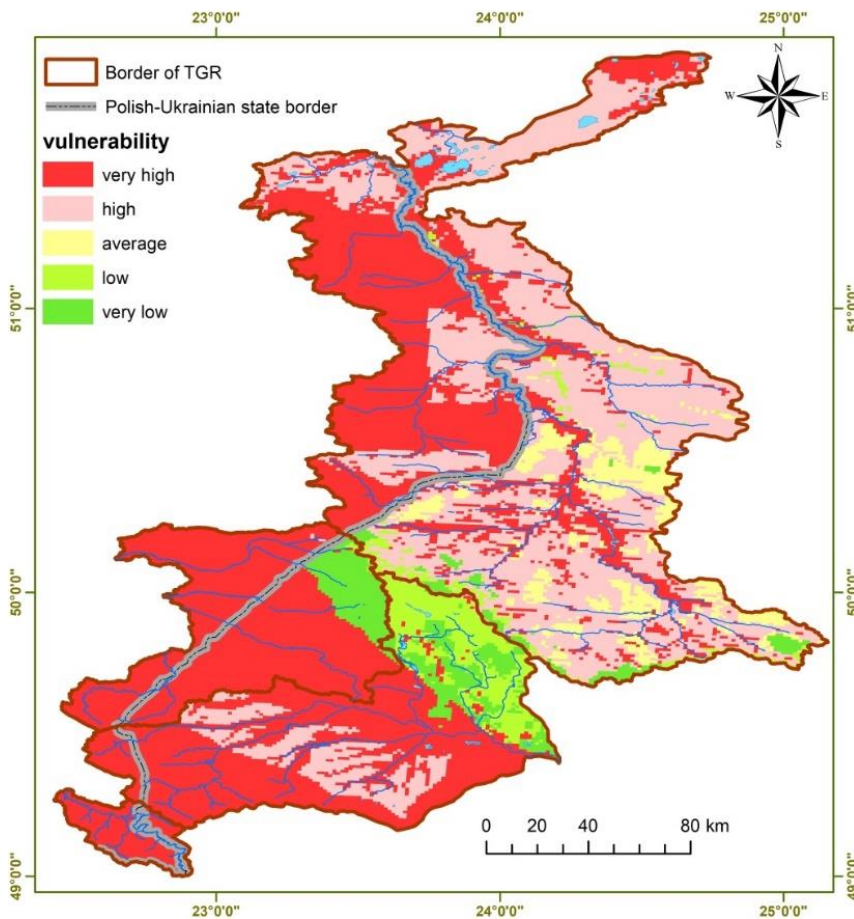 23°0'0"
24°0'0"
25°0'0"
Border of TGR
Polish-Ukrainian state border
vulnerability
very high
high
average
low
very low
N
W
E
S
51°0'0"
51°0'0"
50°0'0"
50°0'0"
49°0'0"
49°0'0"
0 20 40 80 km
23°0'0"
24°0'0"
25°0'0"